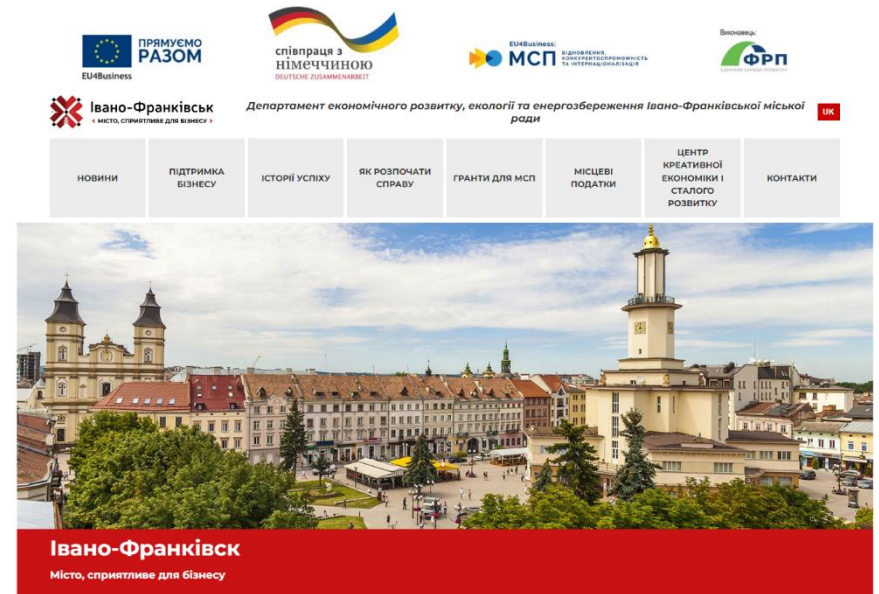 ПРЯМУЄМО
РАЗОМ
EU4Business
співпраця з
німеччиною
DEUTSCHE ZUSAMMENARBEIT
EU4Business:
МСП
ВІДНОВЛЕННЯ,
КОНКУРЕНТОСПРОМОЖНІСТЬ
ТА ІНТЕРНАЦІОНАЛІЗАЦІЯ
Виконавець:
ФРП
Івано-Франківськ
МІСТО, СПРИЯТЛИВЕ ДЛЯ БІЗНЕСУ
Департамент економічного розвитку, екології та енергозбереження Івано-Франківської міської
ради
UK
НОВИНИ
ПІДТРИМКА
БІЗНЕСУ
ІСТОРІЇ УСПІХУ
ЯК РОЗПОЧАТИ
СПРАВУ
ГРАНТИ ДЛЯ МСП
МІСЦЕВІ
ПОДАТКИ
ЦЕНТР
КРЕАТИВНОЇ
ЕКОНОМІКИ І
СТАЛОГО
РОЗВИТКУ
КОНТАКТИ
Івано-Франківск
Місто, сприятливе для бізнесу